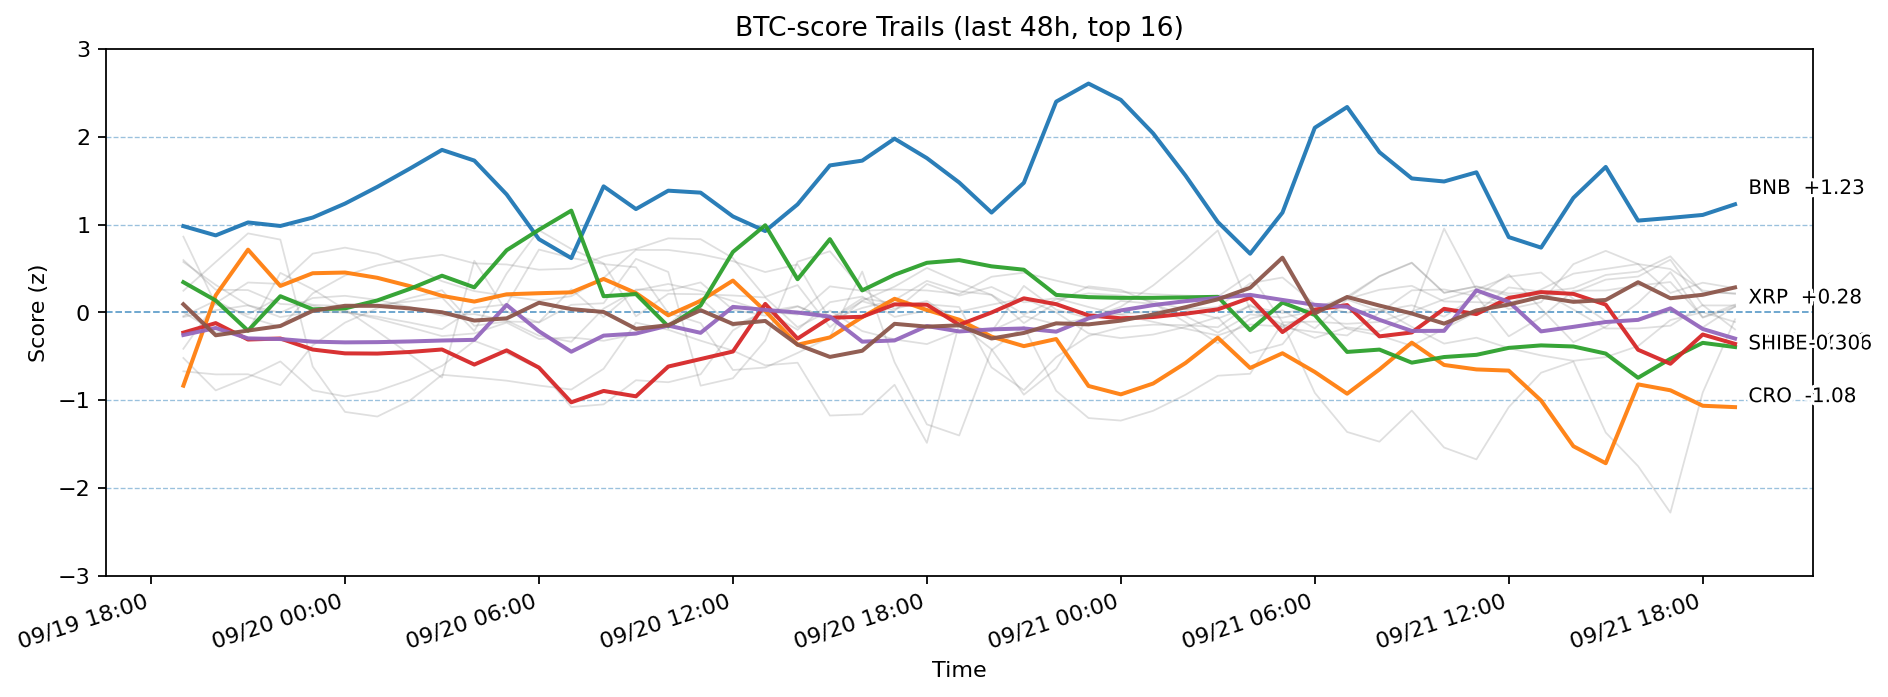 BTC-score Trails (last 48h, top 16)
3
2
1
0
−1
−2
−3
Score (z)
BNB +1.23
XRP +0.28
CRO -1.08
09/19 18:00
09/20 00:00
09/20 06:00
09/20 12:00
09/20 18:00
09/21 00:00
09/21 06:00
09/21 12:00
09/21 18:00
Time